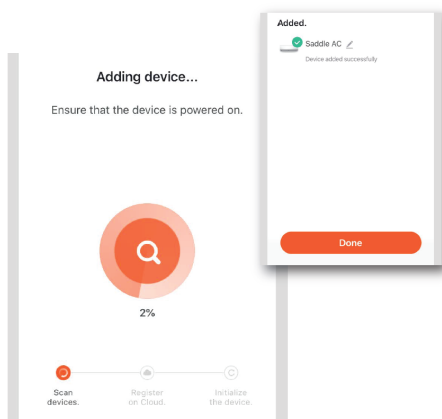 Adding device...
Ensure that the device is powered on.
2%
Scan
devices.
Register
on Cloud.
Initialize
the device.
Added.
Saddle AC
Device added successfully
Done